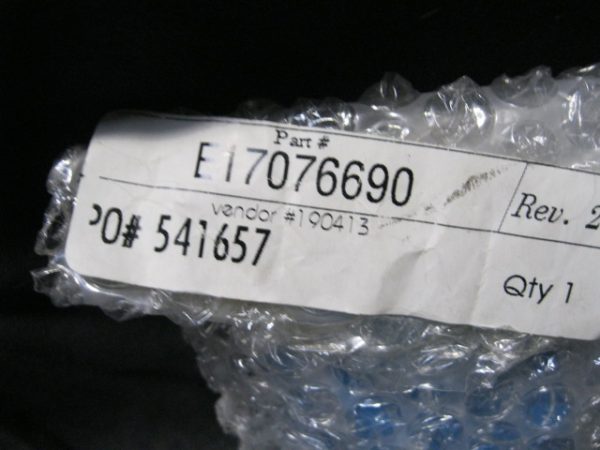 Part #
E17076690
Rev. 2
vendor #190413
PO# 541657
Qty 1